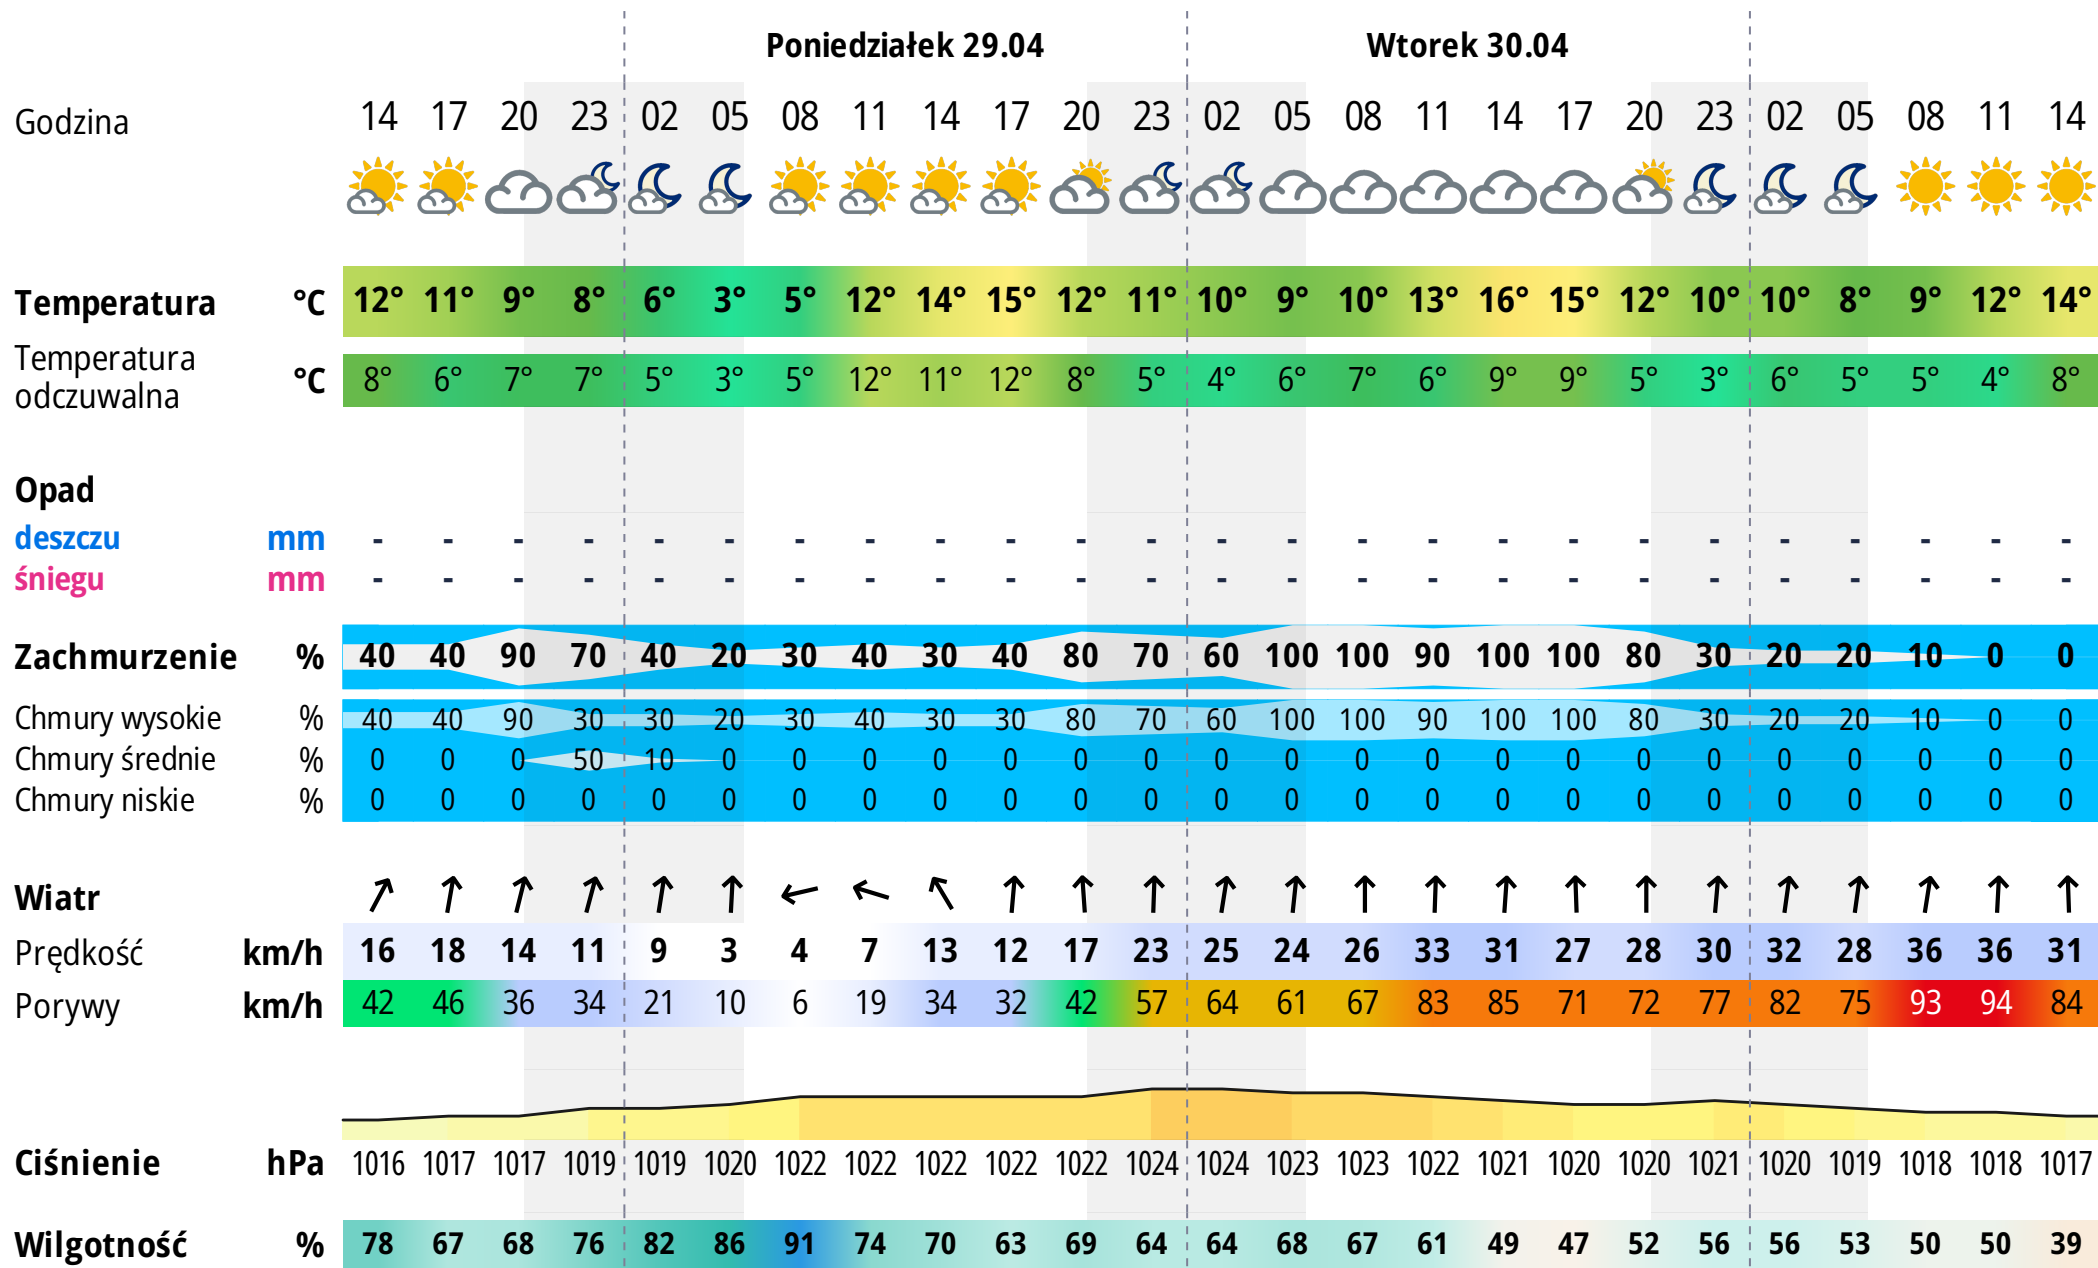 Poniedziałek 29.04 Wtorek 30.04
Godzina 14 17 20 23 02 05 08 11 14 17 20 23 02 05 08 11 14 17 20 23 02 05 08 11 14
Temperatura °C 12° 11° 9° 8° 6° 3° 5° 12° 14° 15° 12° 11° 10° 9° 10° 13° 16° 15° 12° 10° 10° 8° 9° 12° 14°
Temperatura
odczuwalna °C 8° 6° 7° 7° 5° 3° 5° 12° 11° 12° 8° 5° 4° 6° 7° 6° 9° 9° 5° 3° 6° 5° 5° 4° 8°
Opad
deszczu mm - - - - - - - - - - - - - - - - - - - - - - - - -
śniegu mm - - - - - - - - - - - - - - - - - - - - - - - - -
Zachmurzenie % 40 40 90 70 40 20 30 40 30 40 80 70 60 100 100 90 100 100 80 30 20 20 10 0 0
Chmury wysokie % 40 40 90 30 30 20 30 40 30 30 80 70 60 100 100 90 100 100 80 30 20 20 10 0 0
Chmury średnie % 0 0 0 50 10 0 0 0 0 0 0 0 0 0 0 0 0 0 0 0 0 0 0 0 0
Chmury niskie % 0 0 0 0 0 0 0 0 0 0 0 0 0 0 0 0 0 0 0 0 0 0 0 0 0
Wiatr
Prędkość km/h 16 18 14 11 9 3 4 7 13 12 17 23 25 24 26 33 31 27 28 30 32 28 36 36 31
Porywy km/h 42 46 36 34 21 10 6 19 34 32 42 57 64 61 67 83 85 71 72 77 82 75 93 94 84
Ciśnienie hPa 1016 1017 1017 1019 1019 1020 1022 1022 1022 1022 1022 1024 1024 1023 1023 1022 1021 1020 1020 1021 1020 1019 1018 1018 1017
Wilgotność % 78 67 68 76 82 86 91 74 70 63 69 64 64 68 67 61 49 47 52 56 56 53 50 50 39